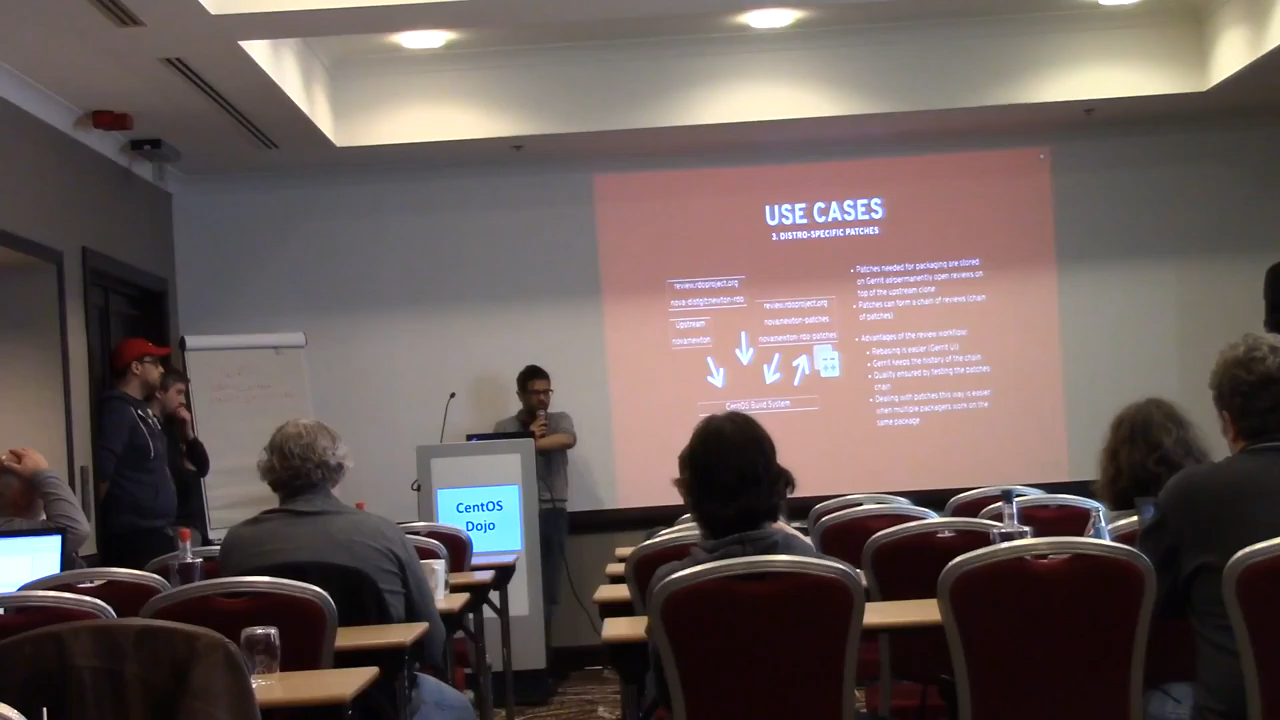 USE CASES
3. DISTRO-SPECIFIC PATCHES
review.rdoproject.org
nova-distgit:newton-rdo
Upstream
nova:newton
review.rdoproject.org
nova:newton-patches
nova:newton-rdo-patches
CentOS Build System
• Patches needed for packaging are stored
on Gerrit as permanently open reviews on
top of the upstream clone
• Patches can form a chain of reviews (chain
of patches)
• Advantages of the review workflow:
• Rebasing is easier (Gerrit UI)
• Gerrit keeps the history of the chain
• Quality ensured by testing the patches
chain
• Dealing with patches this way is easier
when multiple packagers work on the
same package
CentOS
Dojo